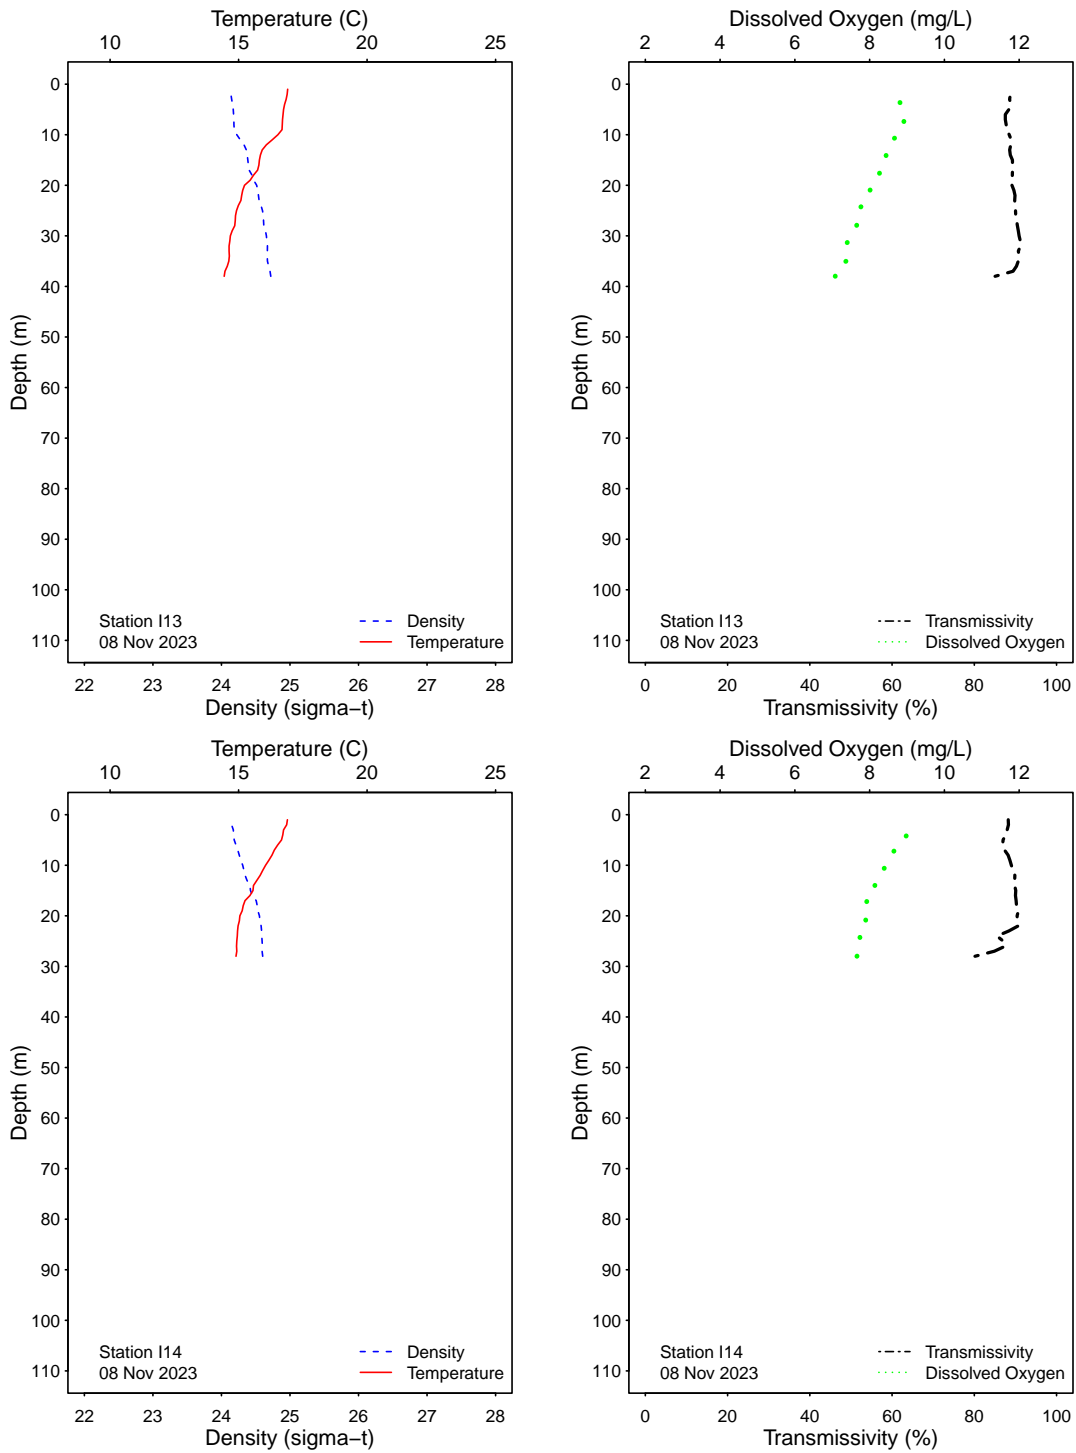 Temperature (C)
10 15 20 25
0
10
20
30
40
50
60
70
80
90
100
110
Depth (m)
Station I13
08 Nov 2023
Density
Temperature
22 23 24 25 26 27 28
Density (sigma−t)
Dissolved Oxygen (mg/L)
2 4 6 8 10 12
0
10
20
30
40
50
60
70
80
90
100
110
Depth (m)
Station I13
08 Nov 2023
Transmissivity
Dissolved Oxygen
0 20 40 60 80 100
Transmissivity (%)
Temperature (C)
10 15 20 25
0
10
20
30
40
50
60
70
80
90
100
110
Depth (m)
Station I14
08 Nov 2023
Density
Temperature
22 23 24 25 26 27 28
Density (sigma−t)
Dissolved Oxygen (mg/L)
2 4 6 8 10 12
0
10
20
30
40
50
60
70
80
90
100
110
Depth (m)
Station I14
08 Nov 2023
Transmissivity
Dissolved Oxygen
0 20 40 60 80 100
Transmissivity (%)